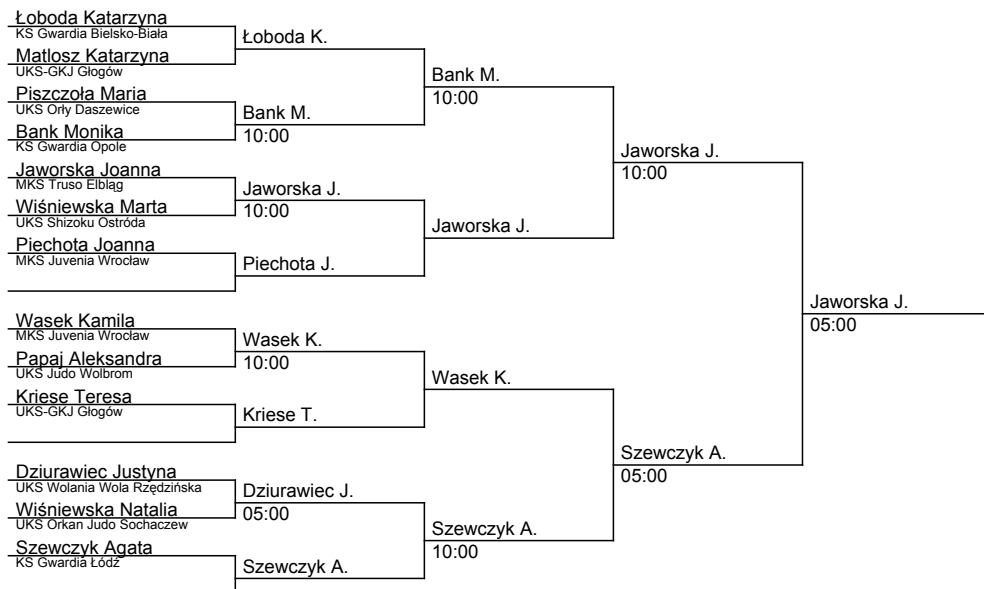 Łoboda Katarzyna
KS Gwardia Bielsko-Biała
Matlosz Katarzyna
UKS-GKJ Głogów
Piszczoła Maria
UKS Orły Daszewice
Bank Monika
KS Gwardia Opole
Jaworska Joanna
MKS Truso Elbląg
Wiśniewska Marta
UKS Shizoku Ostróda
Piechota Joanna
MKS Juvenia Wrocław
Wasek Kamila
MKS Juvenia Wrocław
Papaj Aleksandra
UKS Judo Wolbrom
Kriese Teresa
UKS-GKJ Głogów
Dziurawiec Justyna
UKS Wolania Wola Rzędzińska
Wiśniewska Natalia
UKS Orkan Judo Sochaczew
Szewczyk Agata
KS Gwardia Łódź
Łoboda K.
Bank M.
10:00
Jaworska J.
10:00
Piechota J.
Wasek K.
10:00
Kriese T.
Dziurawiec J.
05:00
Szewczyk A.
Bank M.
10:00
Jaworska J.
Wasek K.
Szewczyk A.
10:00
Jaworska J.
10:00
Szewczyk A.
05:00
Jaworska J.
05:00